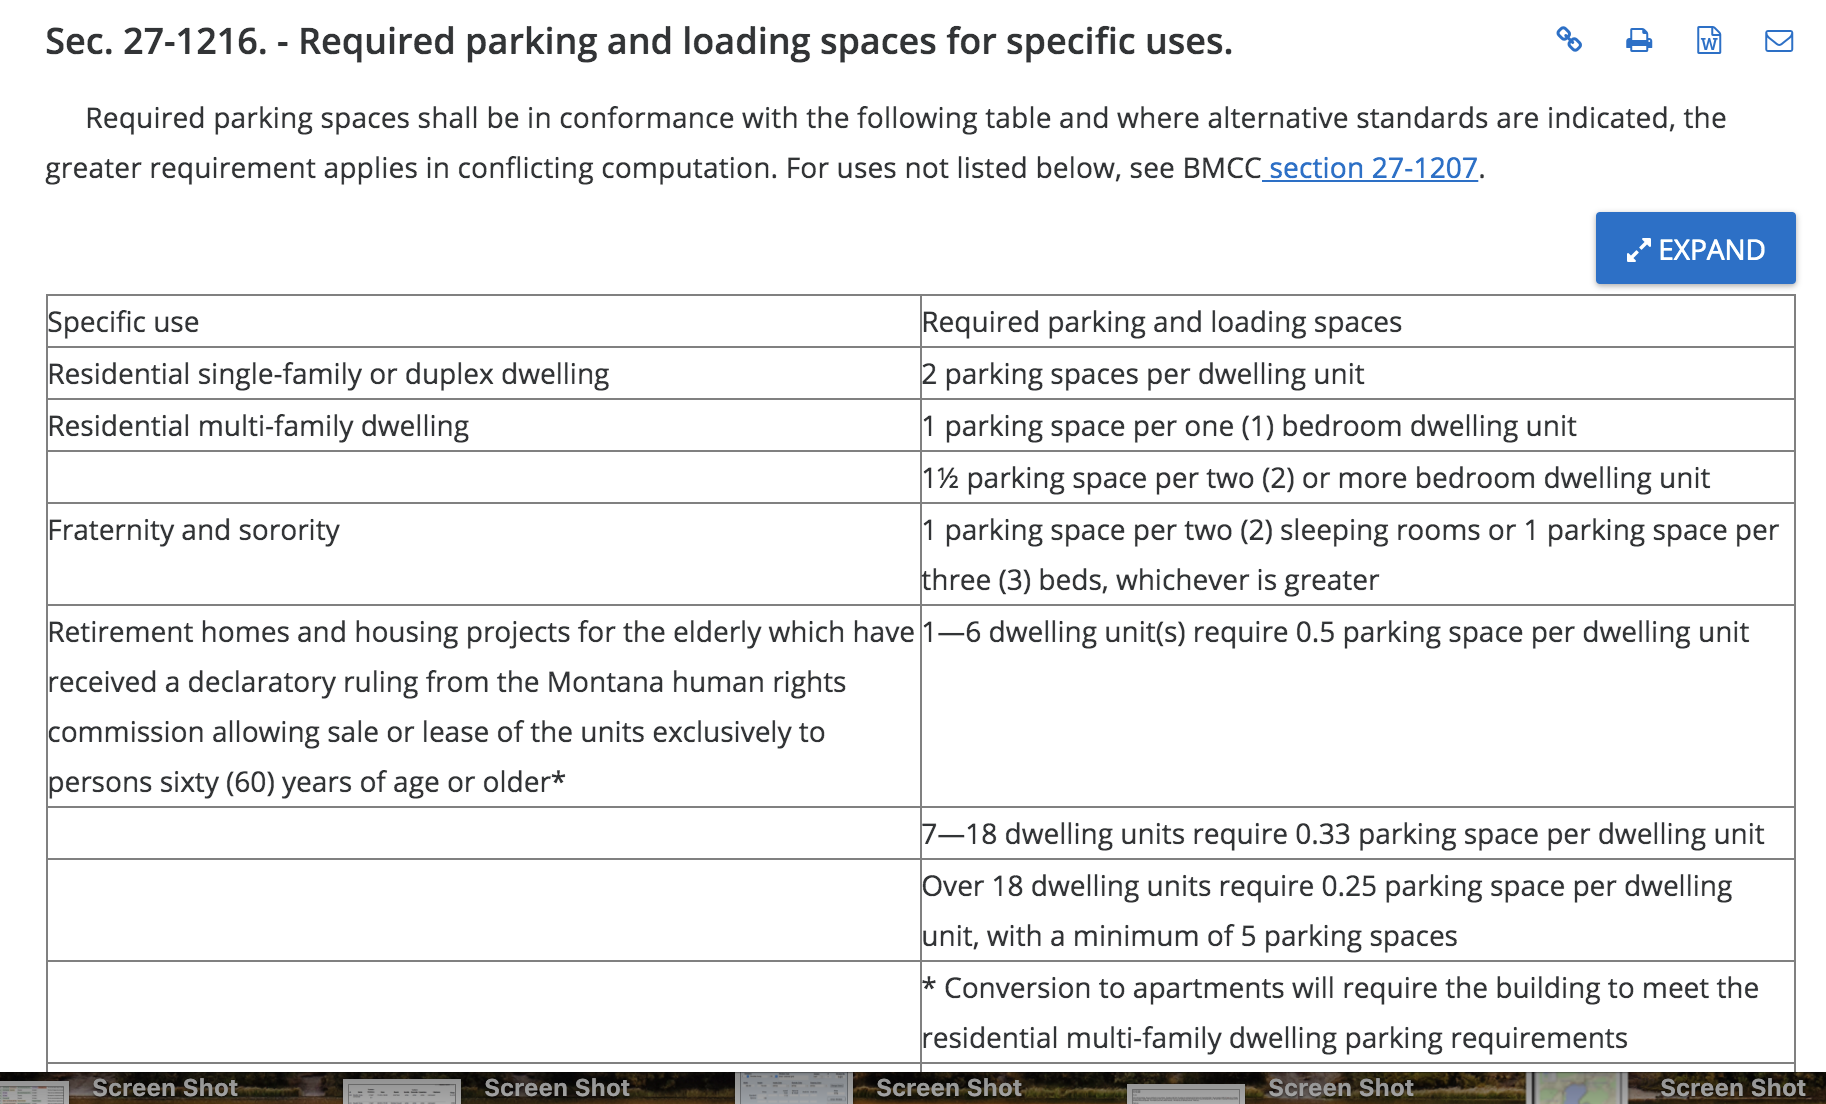 Sec. 27-1216. - Required parking and loading spaces for specific uses.
Required parking spaces shall be in conformance with the following table and where alternative standards are indicated, the
greater requirement applies in conflicting computation. For uses not listed below, see BMCC section 27-1207.
EXPAND
Specific use
Required parking and loading spaces
Residential single-family or duplex dwelling
2 parking spaces per dwelling unit
Residential multi-family dwelling
1 parking space per one (1) bedroom dwelling unit
1½ parking space per two (2) or more bedroom dwelling unit
Fraternity and sorority
1 parking space per two (2) sleeping rooms or 1 parking space per
three (3) beds, whichever is greater
Retirement homes and housing projects for the elderly which have
received a declaratory ruling from the Montana human rights
commission allowing sale or lease of the units exclusively to
persons sixty (60) years of age or older*
1—6 dwelling unit(s) require 0.5 parking space per dwelling unit
7—18 dwelling units require 0.33 parking space per dwelling unit
Over 18 dwelling units require 0.25 parking space per dwelling
unit, with a minimum of 5 parking spaces
* Conversion to apartments will require the building to meet the
residential multi-family dwelling parking requirements
Screen Shot
Screen Shot
Screen Shot
Screen Shot
Screen Shot